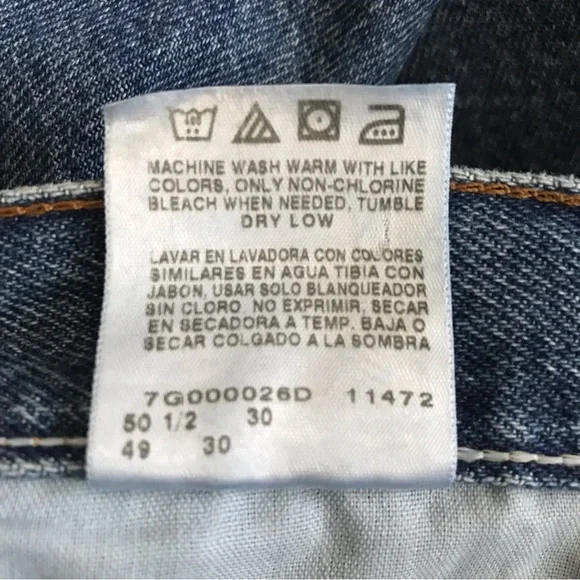 MACHINE WASH WARM WITH LIKE
COLORS, ONLY NON-CHLORINE
BLEACH WHEN NEEDED, TUMBLE
DRY LOW
LAVAR EN LAVADORA CON COLORES
SIMILARES EN AGUA TIBIA CON
JABON, USAR SOLO BLANQUEADOR
SIN CLORO. NO EXPRIMIR, SECAR
EN SECADORA A TEMP. BAJA O
SECAR COLGADO A LA SOMBRA
7G000026D 11472
50 1/2 30
49 30